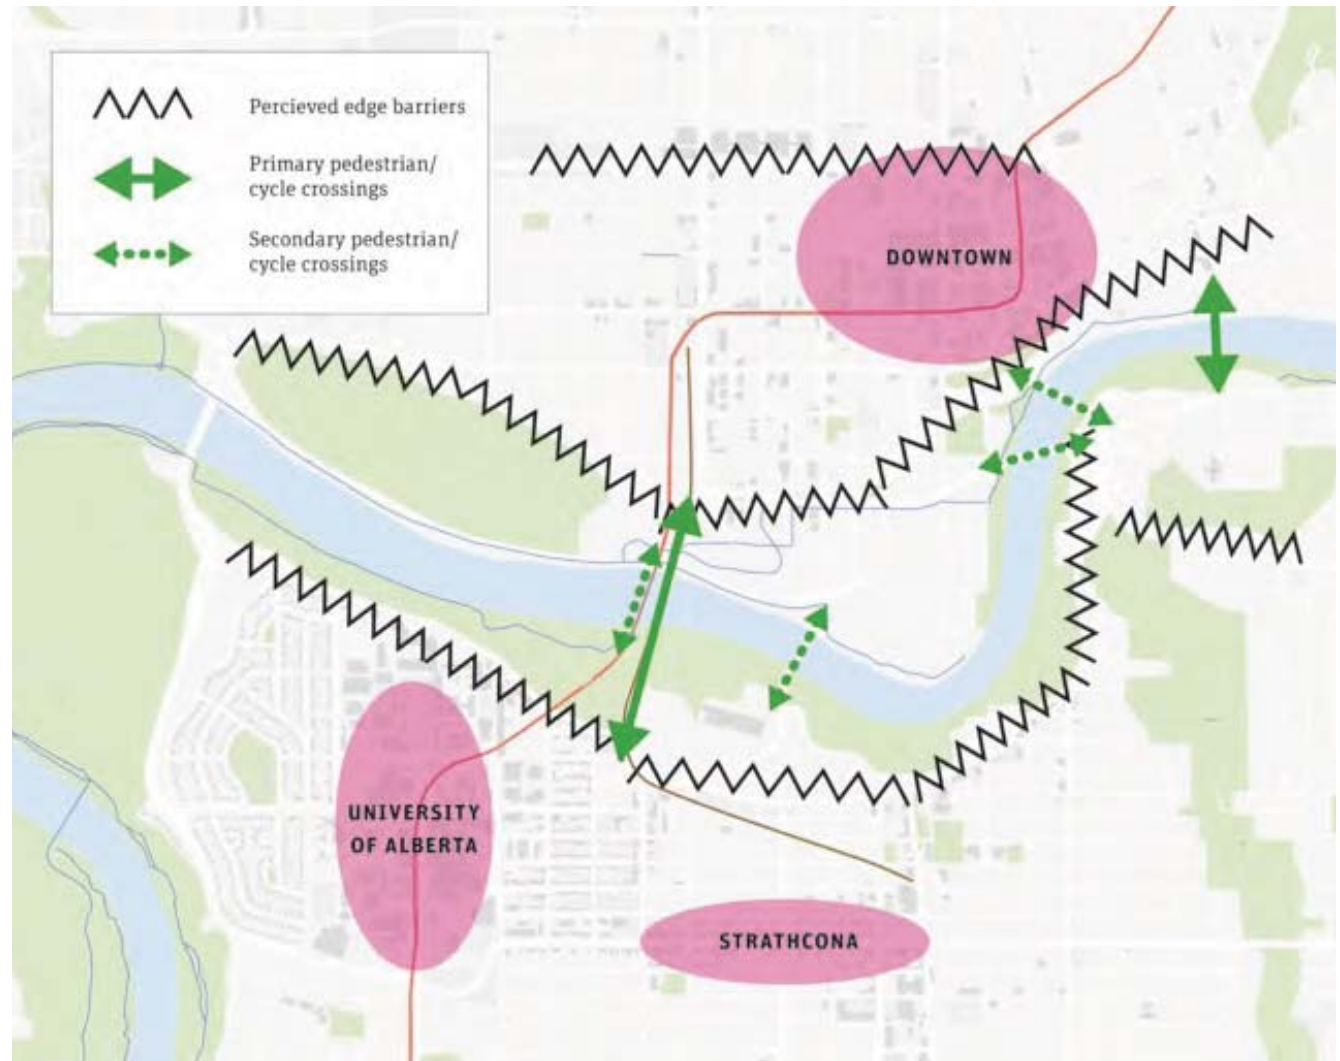 Percieved edge barriers
Primary pedestrian/
cycle crossings
Secondary pedestrian/
cycle crossings
DOWNTOWN
UNIVERSITY
OF ALBERTA
STRATHCONA